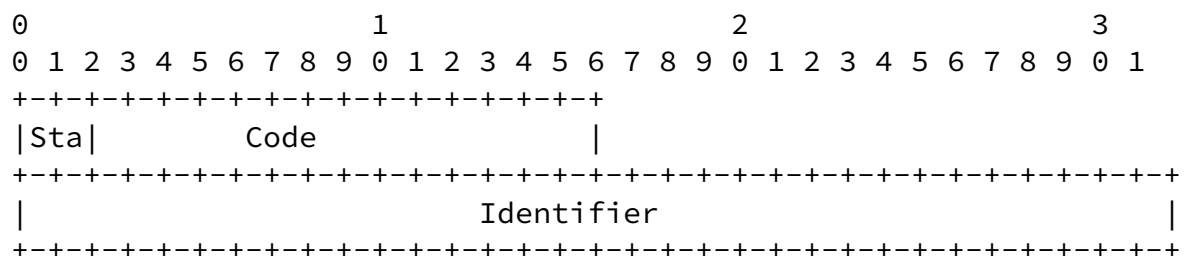 0                   1                   2                   3
0 1 2 3 4 5 6 7 8 9 0 1 2 3 4 5 6 7 8 9 0 1 2 3 4 5 6 7 8 9 0 1
+-+-+-+-+-+-+-+-+-+-+-+-+-+-+-+-+
|Sta|        Code               |
+-+-+-+-+-+-+-+-+-+-+-+-+-+-+-+-+-+-+-+-+-+-+-+-+-+-+-+-+-+-+-+-+
|                         Identifier                            |
+-+-+-+-+-+-+-+-+-+-+-+-+-+-+-+-+-+-+-+-+-+-+-+-+-+-+-+-+-+-+-+-+